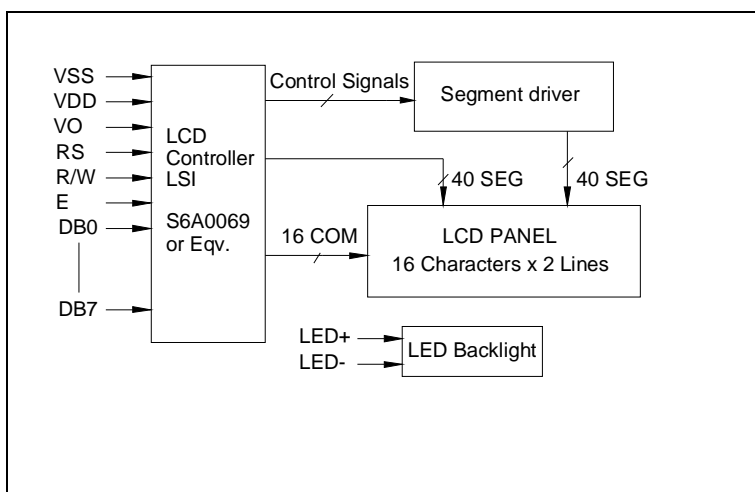 VSS
VDD
VO
RS
R/W
E
DB0
DB7
LCD
Controller
LSI
S6A0069
or Eqv.
Control Signals
Segment driver
40 SEG
40 SEG
16 COM
LCD PANEL
16 Characters x 2 Lines
LED+
LED-
LED Backlight